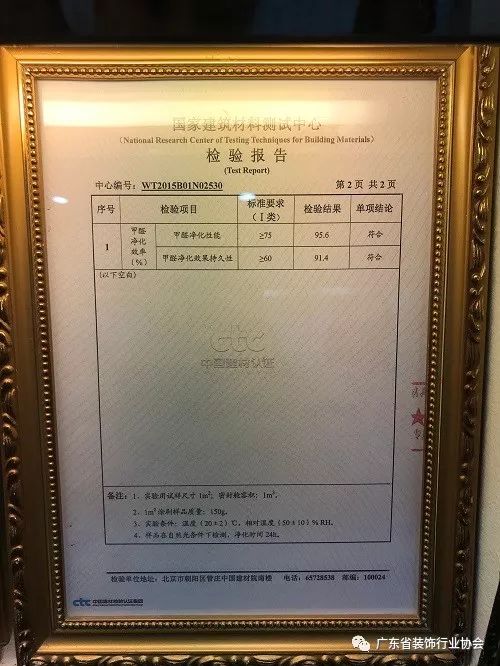 国家建筑材料测试中心
(National Research Center of Testing Techniques for Building Materials)
检验报告
(Test Report)
中心编号：WT2015B01N02530 第 2 页 共 2 页
序号 检验项目 标准要求（Ⅰ类） 检验结果 单项结论
1 甲醛净化效率（%） 甲醛净化性能 ≥75 95.6 符合
甲醛净化效果持久性 ≥60 91.4 符合
(以下空白)
ctc
中国建材认证
备注：1、实验用试样尺寸 1m²；密封舱容积：1m³。
2、1m²涂刷样品质量：150g。
3、实验条件：温度（20±2）℃，相对湿度（50±10）%RH。
4、样品在自然光条件下检测，净化时间 24h。
检验单位地址：北京市朝阳区管庄中国建材院南楼 电话：65728538 邮编：100024
ctc 中国建材检验认证集团
广东省装饰行业协会